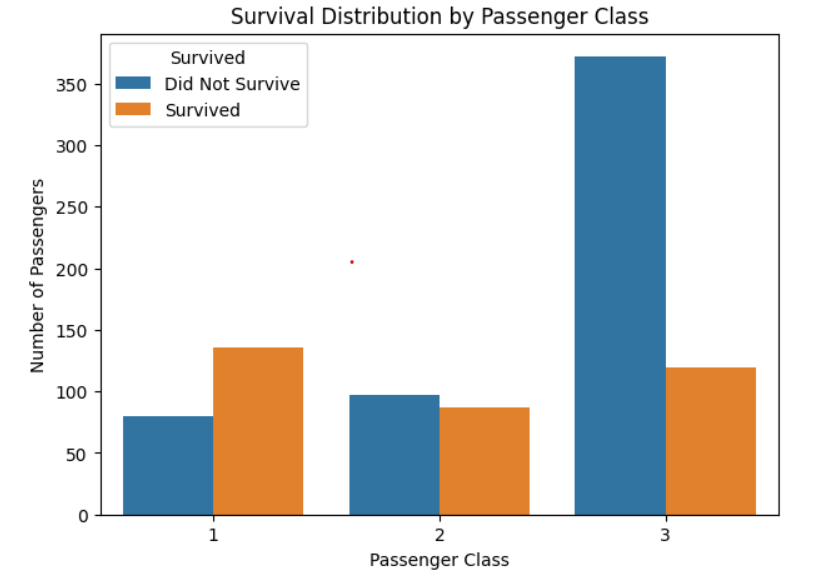 Survival Distribution by Passenger Class
Survived
Did Not Survive
Survived
350
300
250
200
150
100
50
0
Number of Passengers
1 2 3
Passenger Class